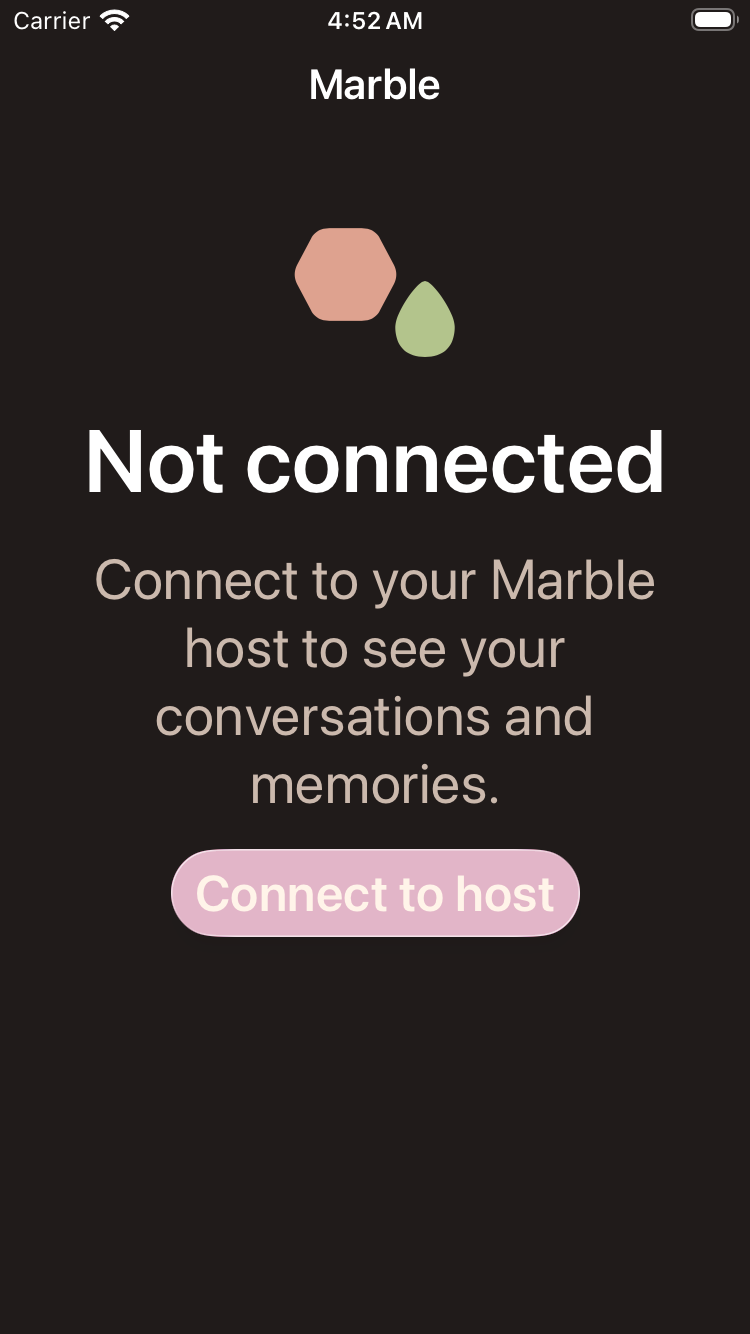 Carrier
4:52 AM
Marble
Not connected
Connect to your Marble
host to see your
conversations and
memories.
Connect to host